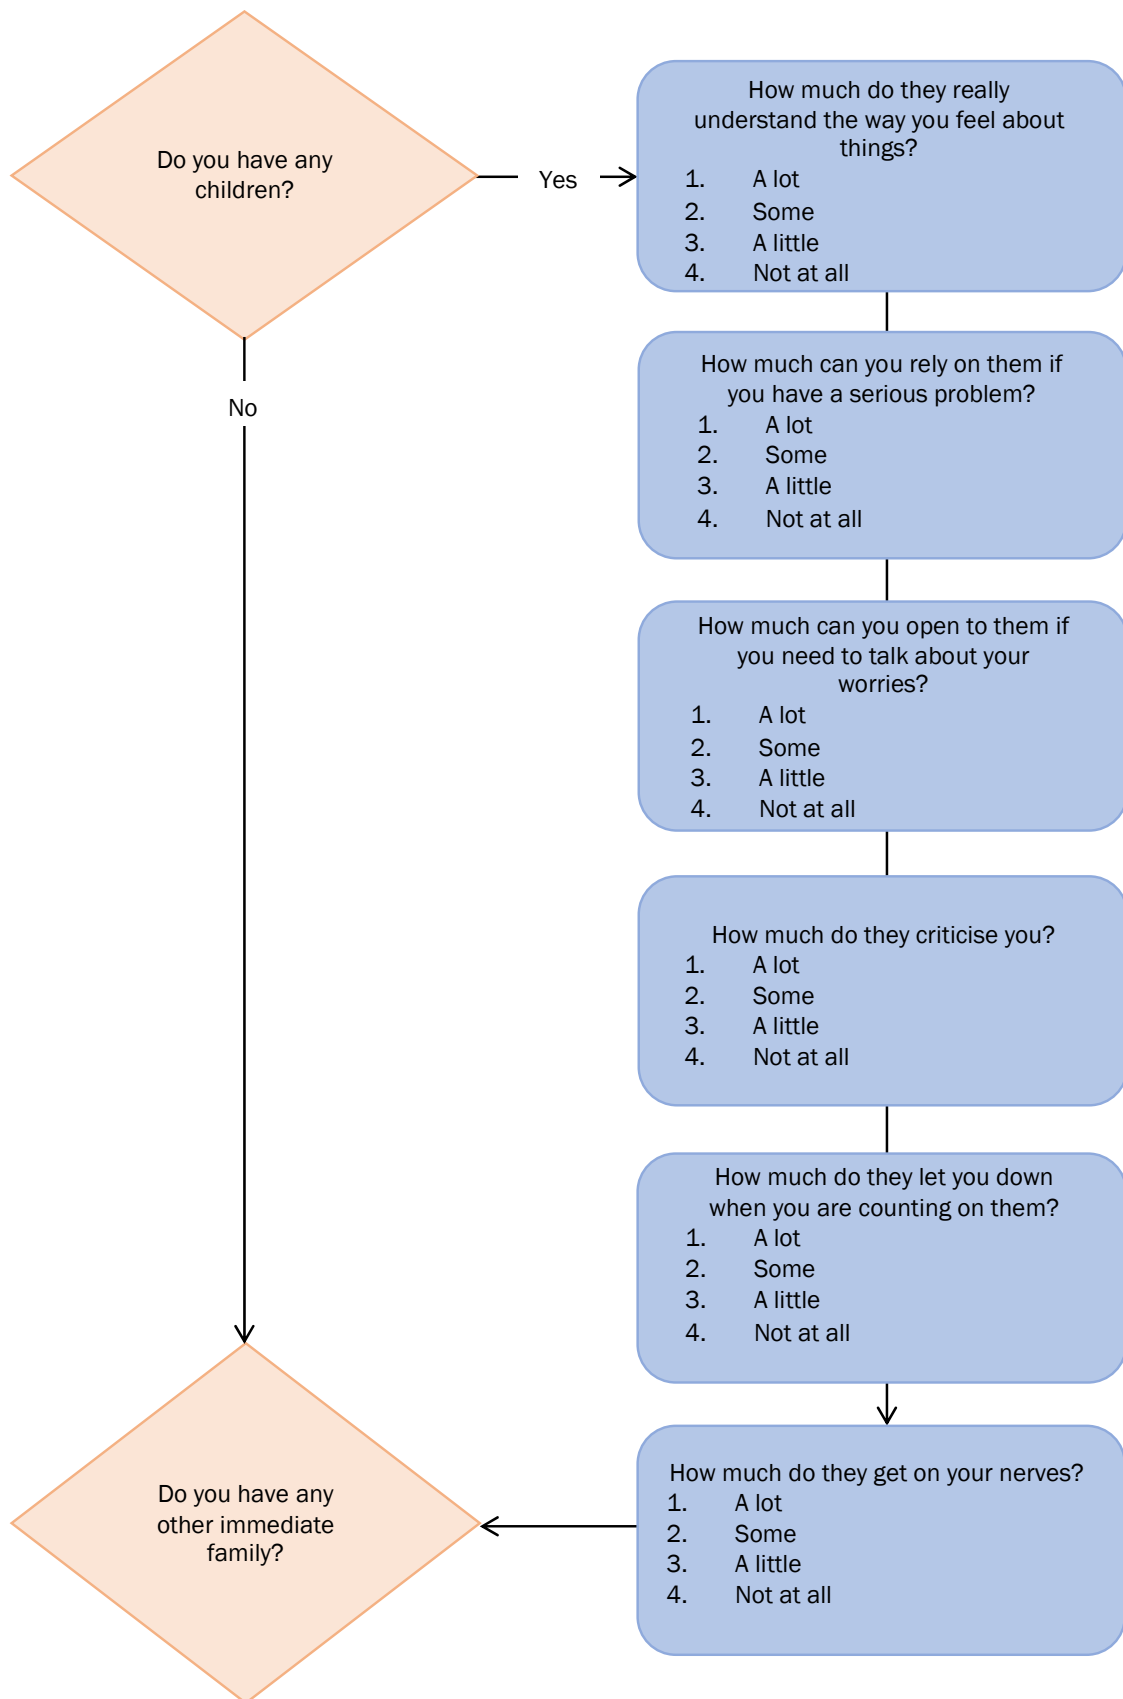 Do you have any
children?
Yes
How much do they really
understand the way you feel about
things?
1. A lot
2. Some
3. A little
4. Not at all
How much can you rely on them if
you have a serious problem?
1. A lot
2. Some
3. A little
4. Not at all
No
How much can you open to them if
you need to talk about your
worries?
1. A lot
2. Some
3. A little
4. Not at all
How much do they criticise you?
1. A lot
2. Some
3. A little
4. Not at all
How much do they let you down
when you are counting on them?
1. A lot
2. Some
3. A little
4. Not at all
How much do they get on your nerves?
1. A lot
2. Some
3. A little
4. Not at all
Do you have any
other immediate
family?